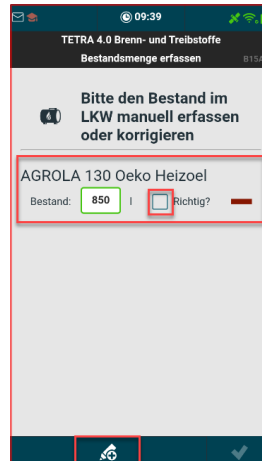 09:39
TETRA 4.0 Brenn- und Treibstoffe
Bestandsmenge erfassen B15A
Bitte den Bestand im
LKW manuell erfassen
oder korrigieren
AGROLA 130 Oeko Heizoel
Bestand: 850 l Richtig?